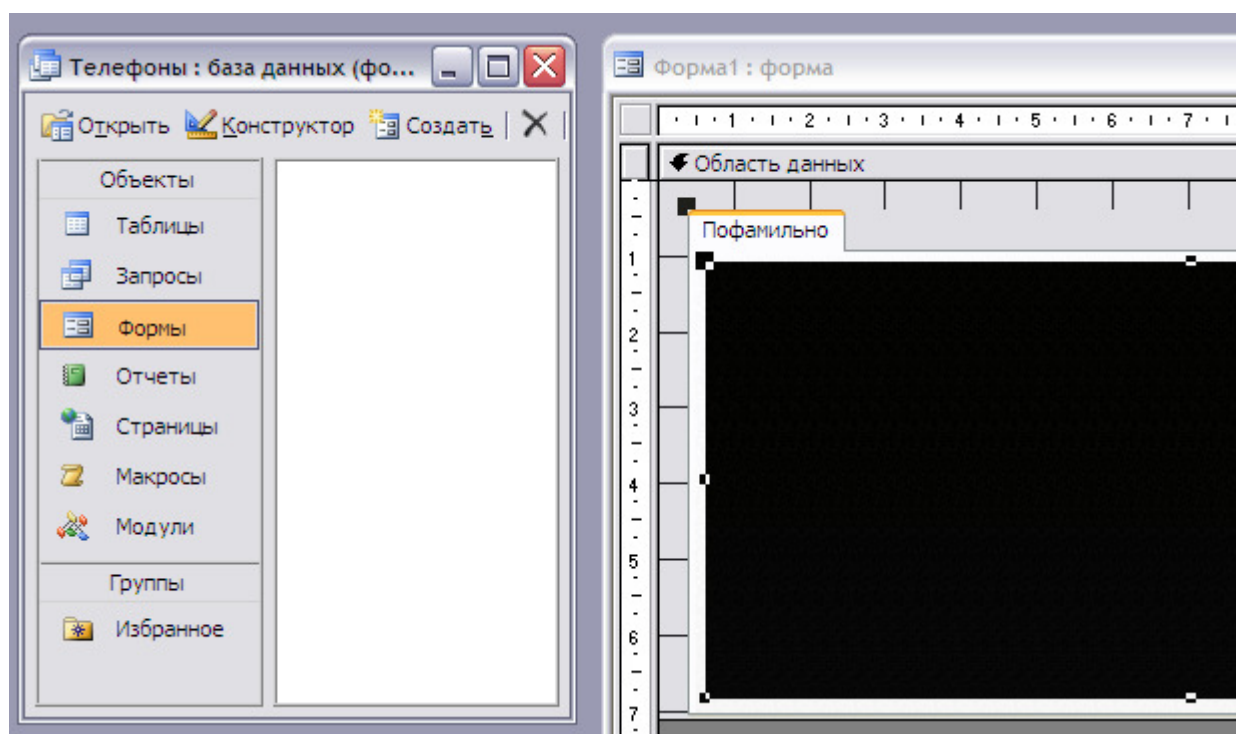 Телефоны : база данных (фо...
Открыть Конструктор Создать
Объекты
Таблицы
Запросы
Формы
Отчеты
Страницы
Макросы
Модули
Группы
Избранное
Форма1 : форма
1 2 3 4 5 6 7
Область данных
Пофамильно
1
2
3
4
5
6
7